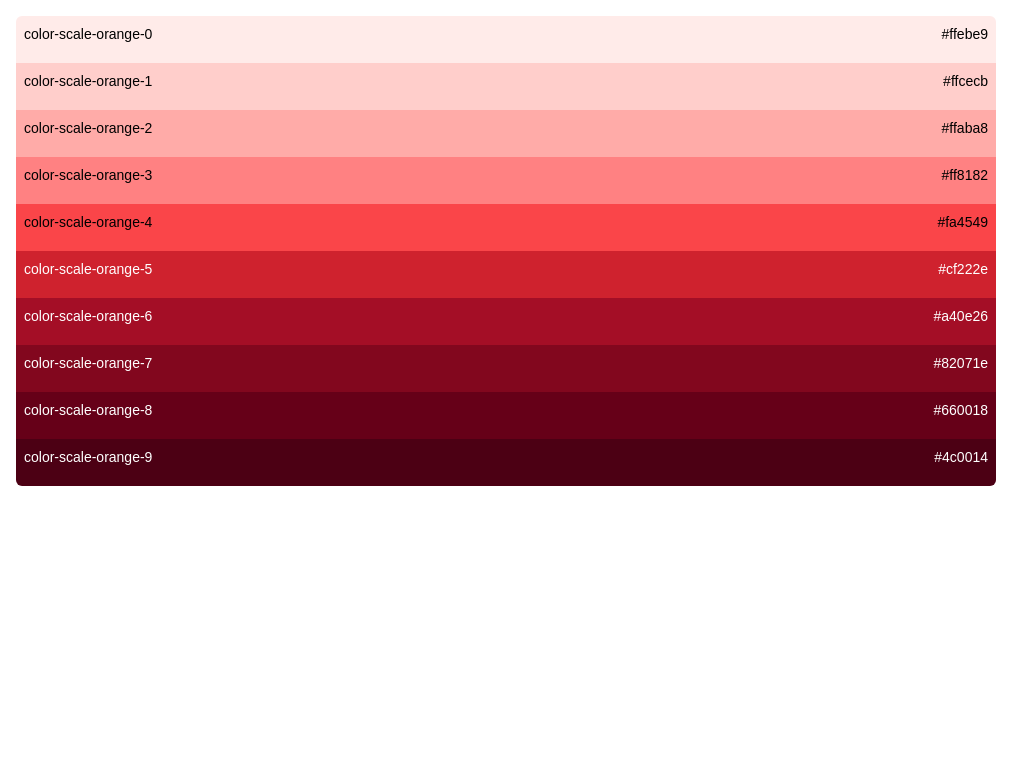 color-scale-orange-0 #ffebe9
color-scale-orange-1 #ffcecb
color-scale-orange-2 #ffaba8
color-scale-orange-3 #ff8182
color-scale-orange-4 #fa4549
color-scale-orange-5 #cf222e
color-scale-orange-6 #a40e26
color-scale-orange-7 #82071e
color-scale-orange-8 #660018
color-scale-orange-9 #4c0014